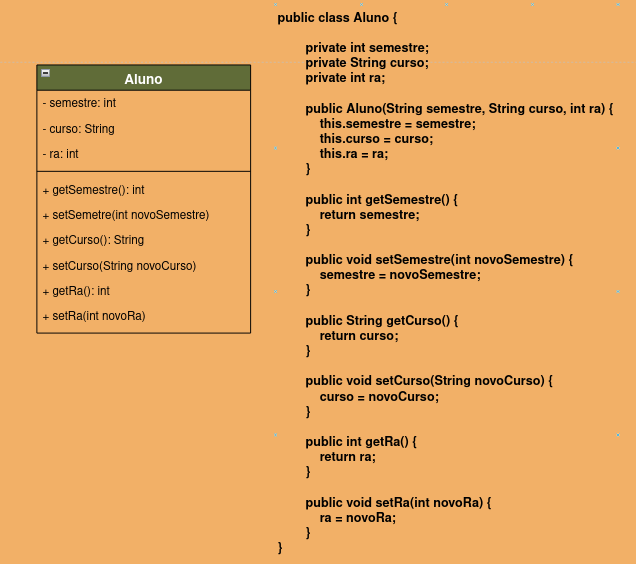 Aluno
- semestre: int
- curso: String
- ra: int
+ getSemestre(): int
+ setSemetre(int novoSemestre)
+ getCurso(): String
+ setCurso(String novoCurso)
+ getRa(): int
+ setRa(int novoRa)
public class Aluno {
private int semestre;
private String curso;
private int ra;
public Aluno(String semestre, String curso, int ra) {
this.semestre = semestre;
this.curso = curso;
this.ra = ra;
}
public int getSemestre() {
return semestre;
}
public void setSemestre(int novoSemestre) {
semestre = novoSemestre;
}
public String getCurso() {
return curso;
}
public void setCurso(String novoCurso) {
curso = novoCurso;
}
public int getRa() {
return ra;
}
public void setRa(int novoRa) {
ra = novoRa;
}
}